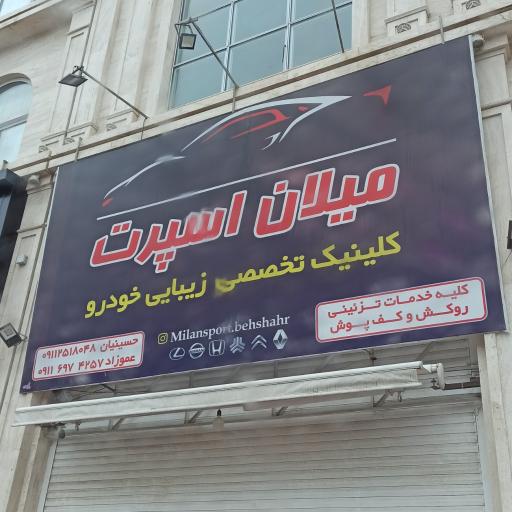 میلان اسپرت
کلینیک تخصصی زیبایی خودرو
Milansport.behshahr
کلیه خدمات تزئینی
روکش و کف پوش
حسینیان ۰۹۱۱۲۵۱۸۰۴۸
عموزاد ۰۹۱۱ ۶۹۷ ۴۲۵۷